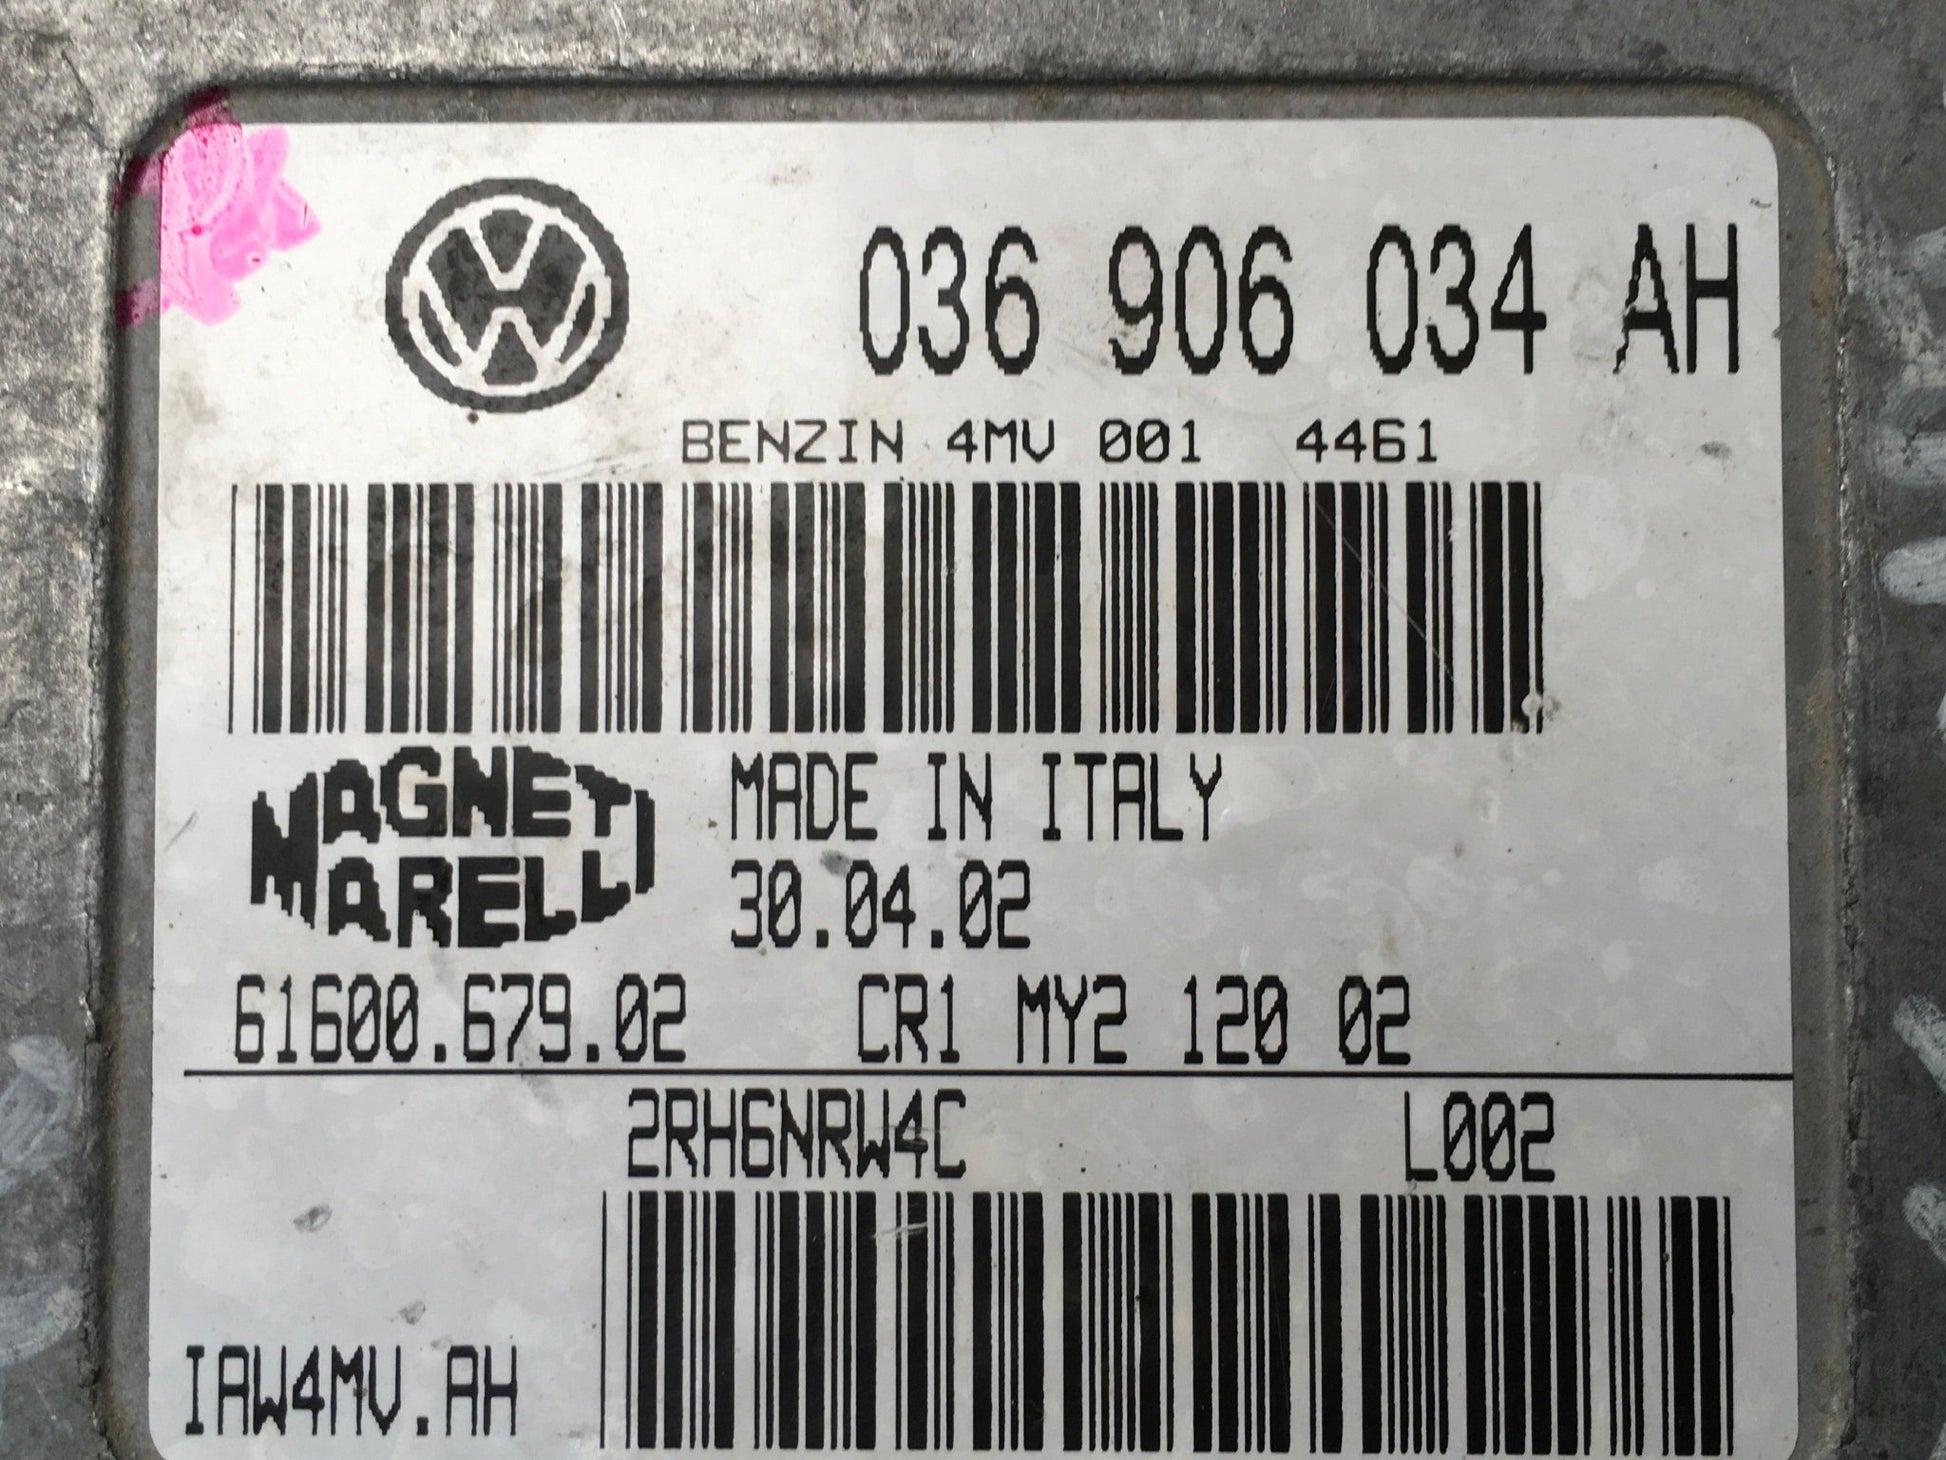 036 906 034 AH
BENZIN 4MV 001 4461
MAGNETI MARELLI
MADE IN ITALY
30.04.02
61600.679.02 CR1 MY2 120 02
2RH6NRW4C L002
IAW4MV.AH